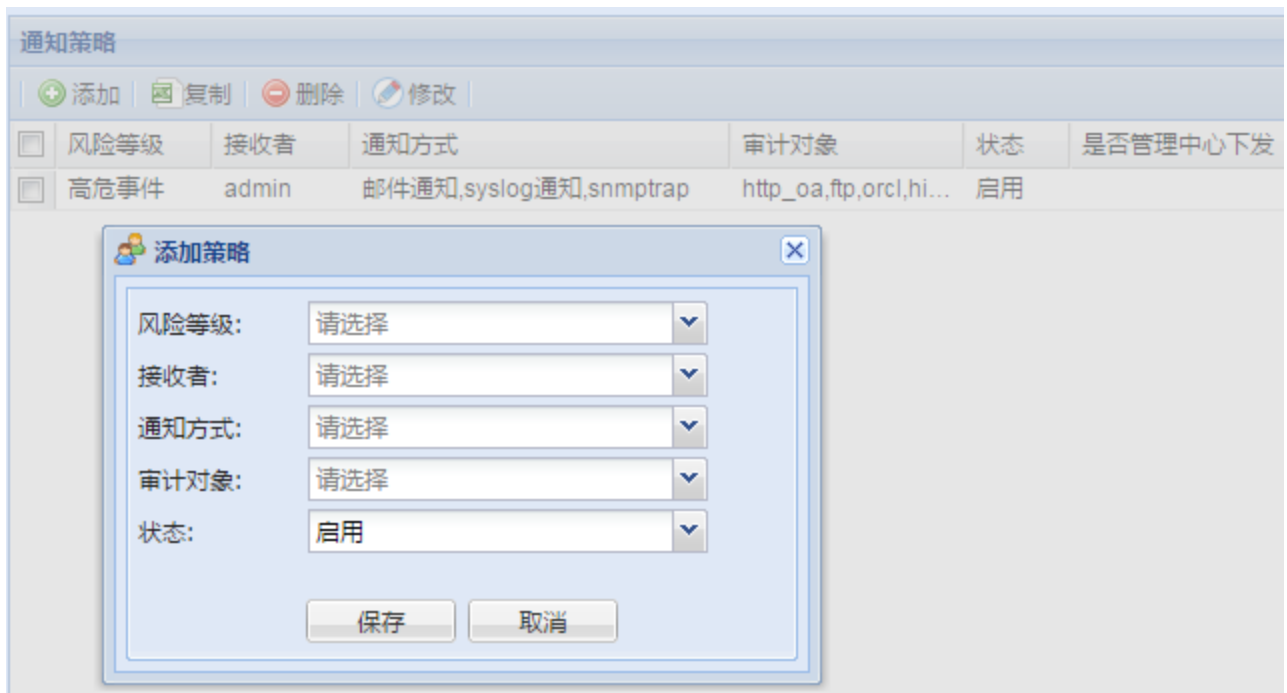 通知策略
添加 复制 删除 修改
风险等级 接收者 通知方式 审计对象 状态 是否管理中心下发
高危事件 admin 邮件通知,syslog通知,snmptrap http_oa,ftp,orcl,hi... 启用
添加策略
风险等级: 请选择
接收者: 请选择
通知方式: 请选择
审计对象: 请选择
状态: 启用
保存 取消